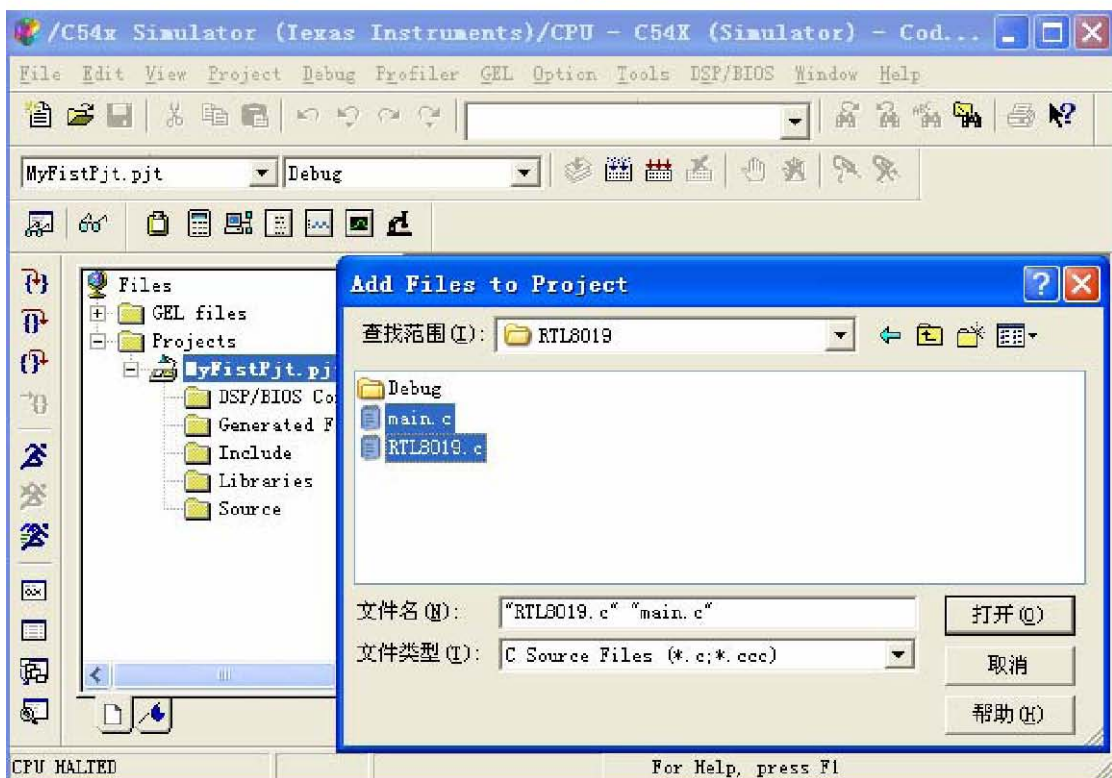 /C54x Simulator (Texas Instruments)/CPU - C54X (Simulator) - Cod...
File Edit View Project Debug Profiler GEL Option Tools DSP/BIOS Window Help
MyFistPjt.pjt Debug
Files
GEL files
Projects
MyFistPjt.pj
DSP/BIOS Co
Generated F
Include
Libraries
Source
Add Files to Project
查找范围(I): RTL8019
Debug
main.c
RTL8019.c
文件名(N): "RTL8019.c" "main.c"
打开(O)
文件类型(T): C Source Files (*.c;*.ccc)
取消
帮助(H)
CPU HALTED
For Help, press F1